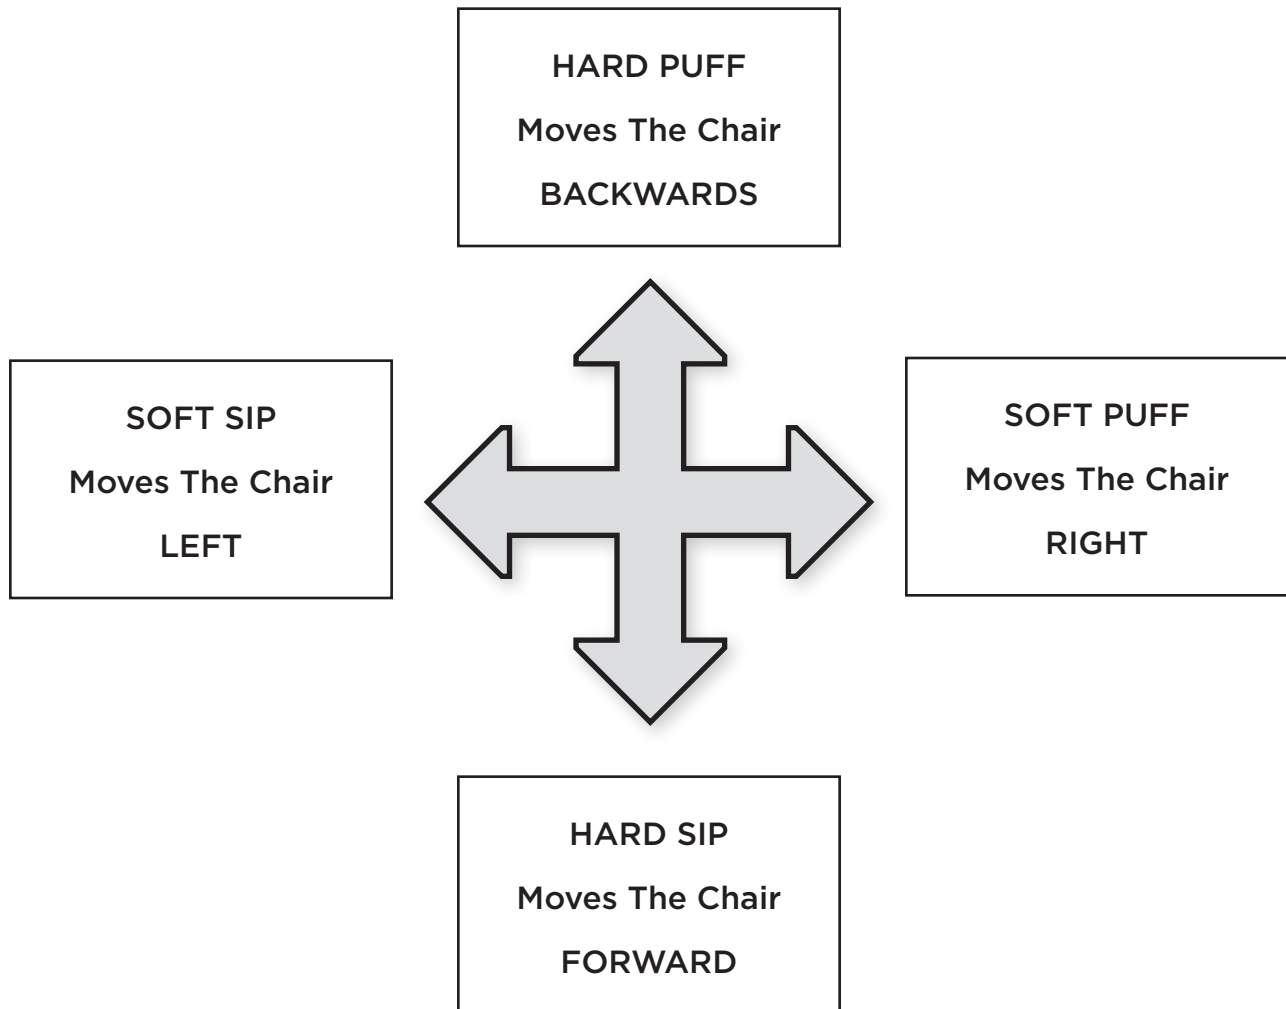 HARD PUFF
Moves The Chair
BACKWARDS
SOFT SIP
Moves The Chair
LEFT
SOFT PUFF
Moves The Chair
RIGHT
HARD SIP
Moves The Chair
FORWARD